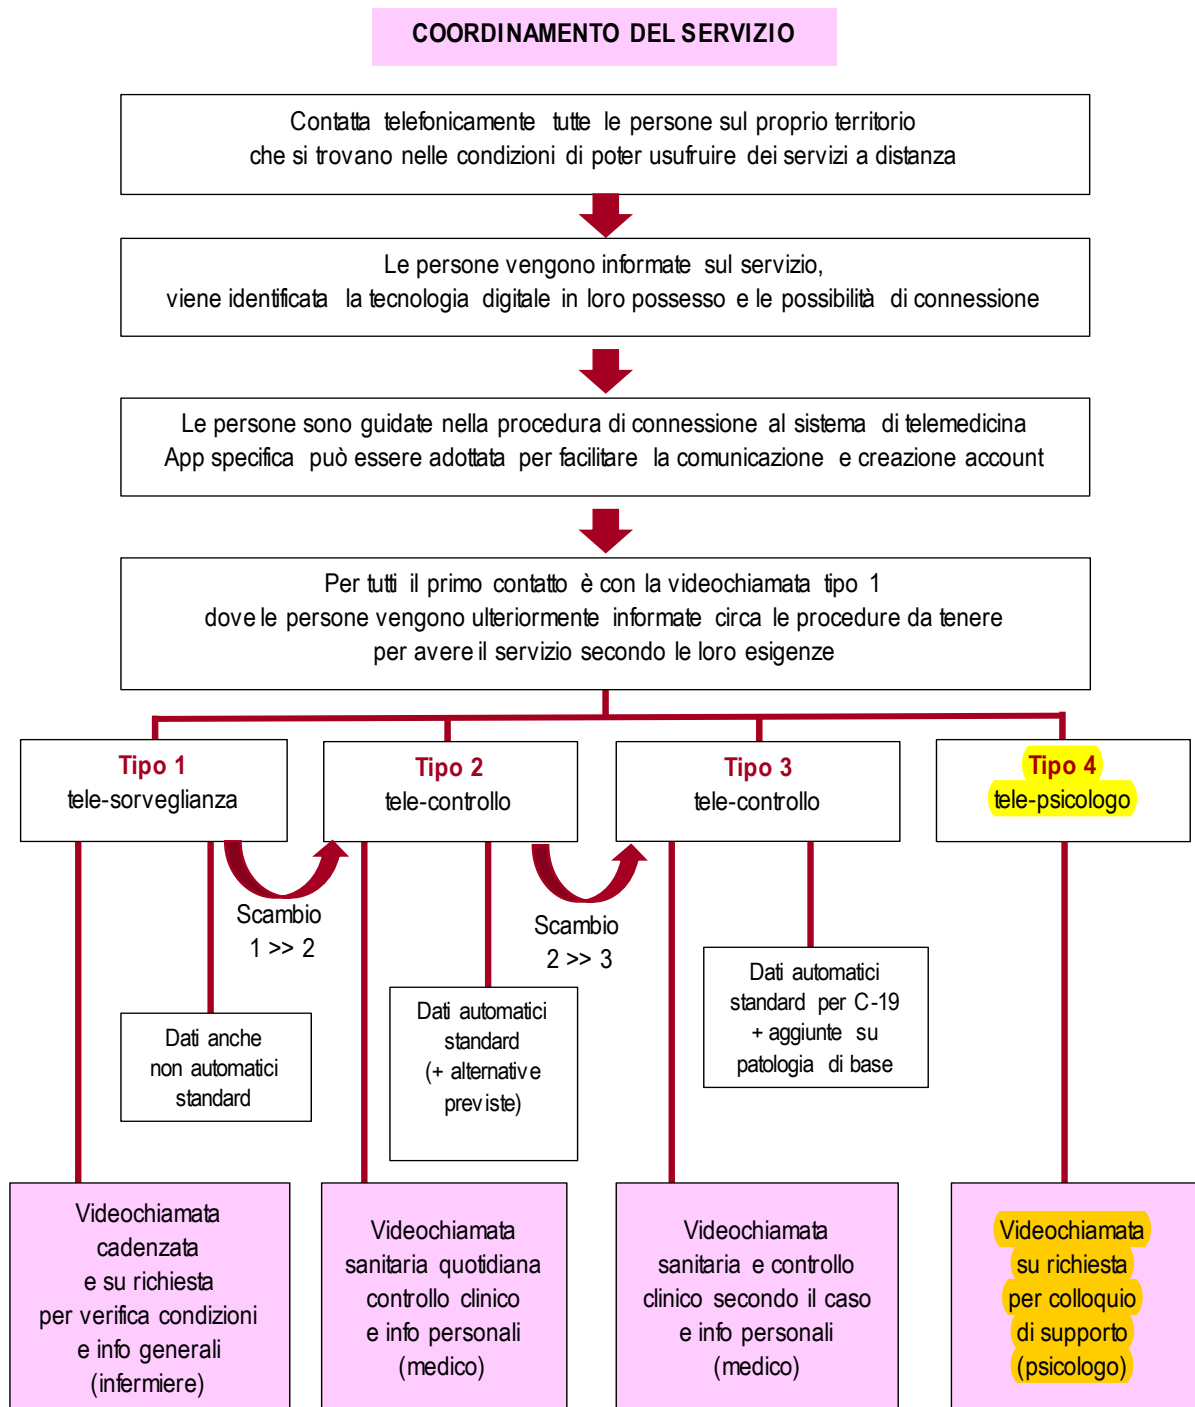 COORDINAMENTO DEL SERVIZIO
Contatta telefonicamente tutte le persone sul proprio territorio
che si trovano nelle condizioni di poter usufruire dei servizi a distanza
Le persone vengono informate sul servizio,
viene identificata la tecnologia digitale in loro possesso e le possibilità di connessione
Le persone sono guidate nella procedura di connessione al sistema di telemedicina
App specifica può essere adottata per facilitare la comunicazione e creazione account
Per tutti il primo contatto è con la videochiamata tipo 1
dove le persone vengono ulteriormente informate circa le procedure da tenere
per avere il servizio secondo le loro esigenze
Tipo 1
tele-sorveglianza
Tipo 2
tele-controllo
Tipo 3
tele-controllo
Tipo 4
tele-psicologo
Scambio
1 >> 2
Scambio
2 >> 3
Dati anche
non automatici
standard
Dati automatici
standard
(+ alternative
previste)
Dati automatici
standard per C-19
+ aggiunte su
patologia di base
Videochiamata
cadenzata
e su richiesta
per verifica condizioni
e info generali
(infermiere)
Videochiamata
sanitaria quotidiana
controllo clinico
e info personali
(medico)
Videochiamata
sanitaria e controllo
clinico secondo il caso
e info personali
(medico)
Videochiamata
su richiesta
per colloquio
di supporto
(psicologo)